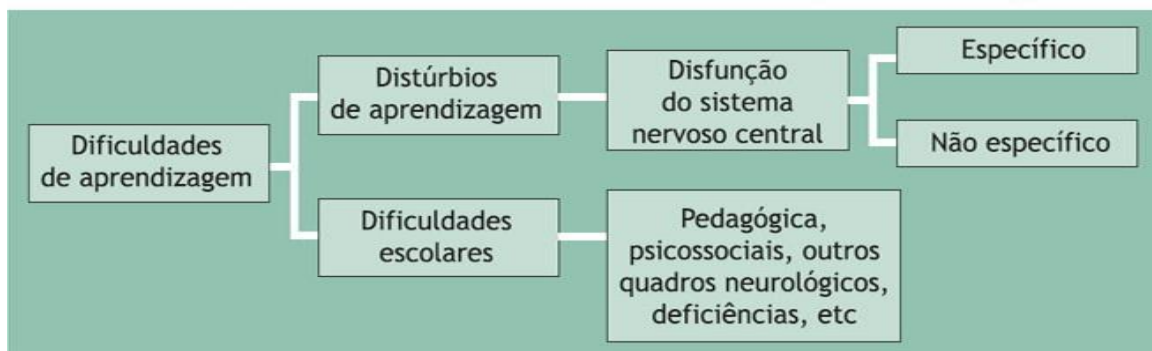 Dificuldades
de aprendizagem
Distúrbios
de aprendizagem
Disfunção
do sistema
nervoso central
Específico
Não específico
Dificuldades
escolares
Pedagógica,
psicossociais, outros
quadros neurológicos,
deficiências, etc